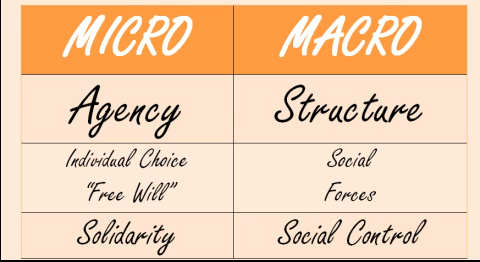 MICRO MACRO
Agency Structure
Individual Choice Social
"Free Will" Forces
Solidarity Social Control